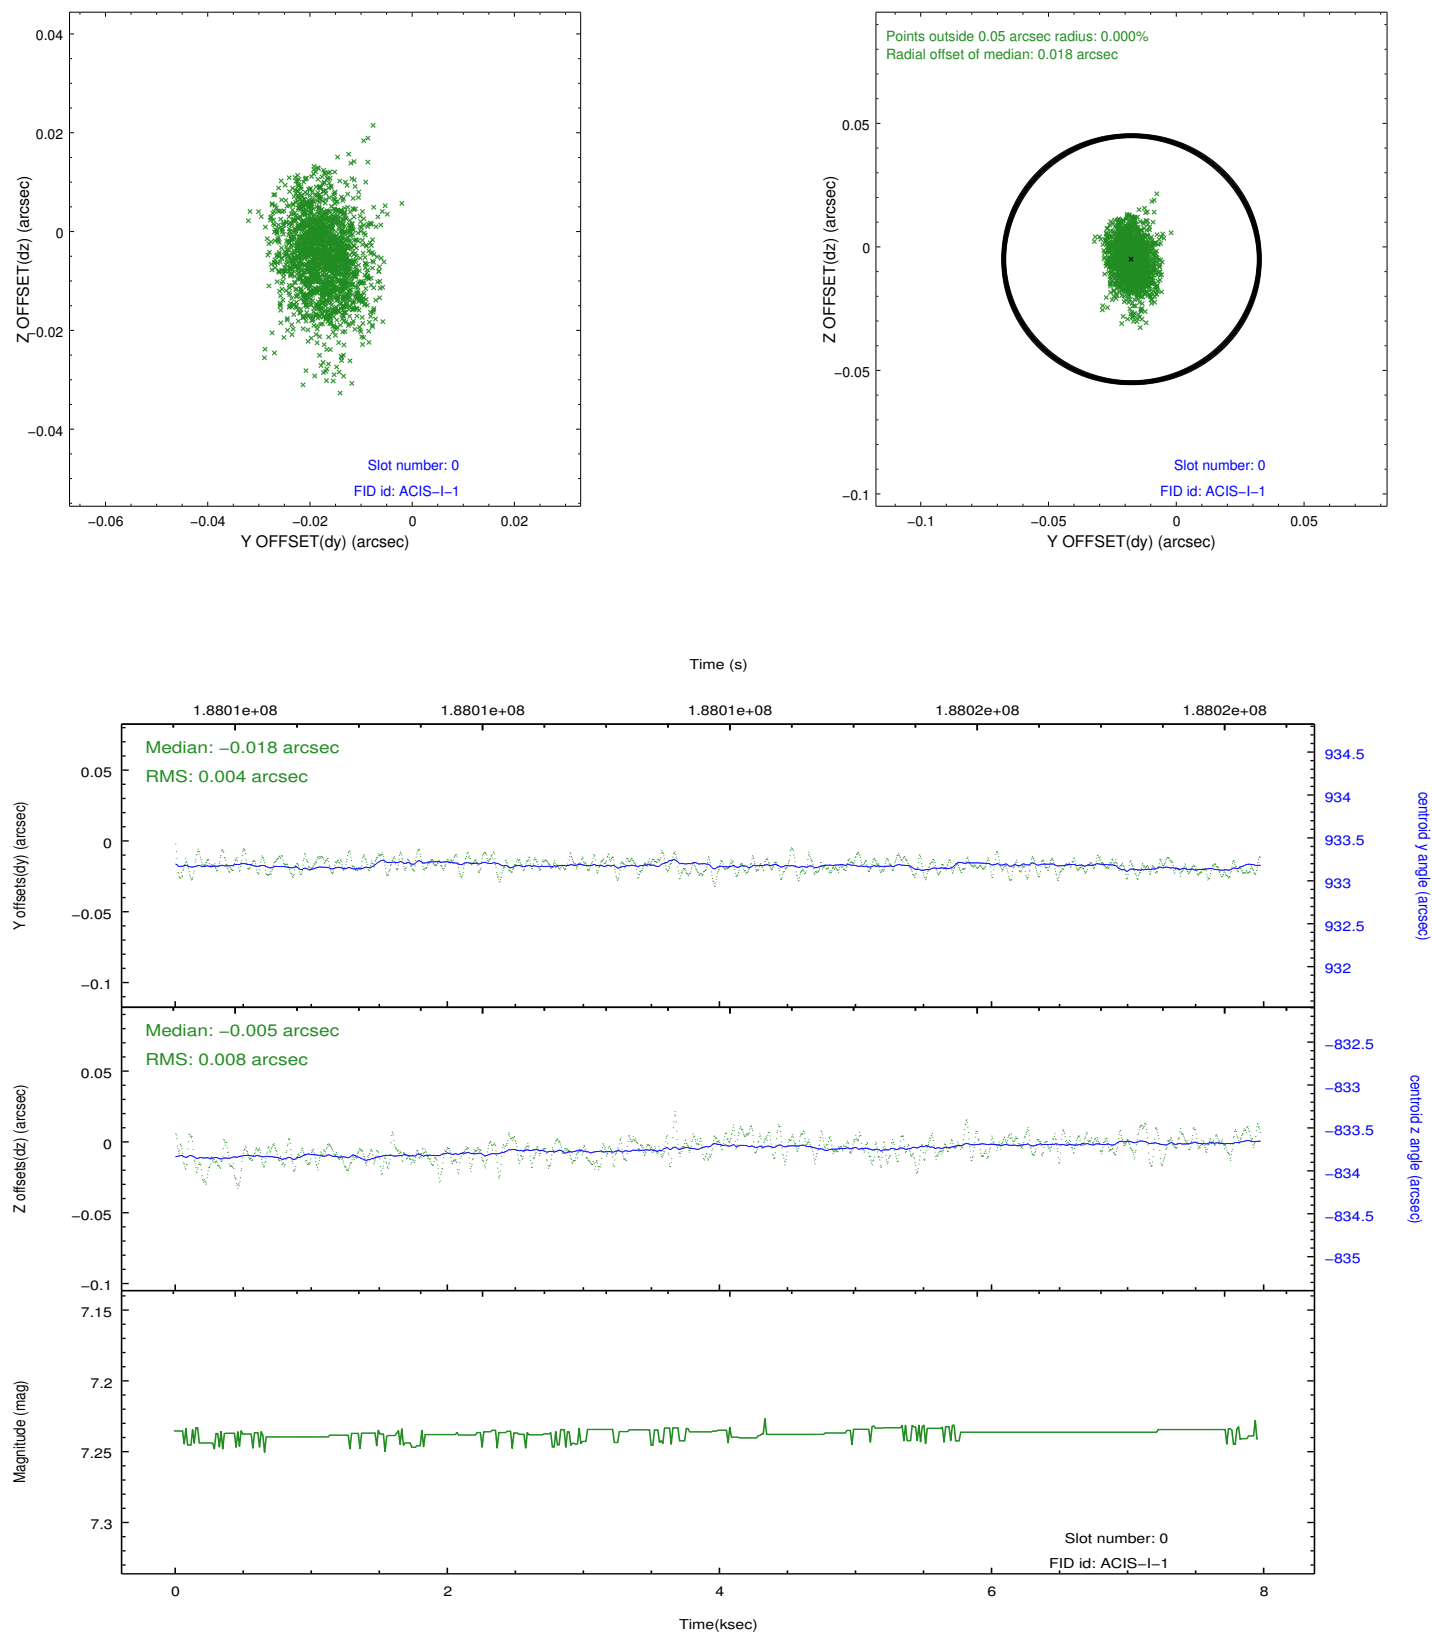 0.04
0.02
0
−0.02
−0.04
Z OFFSET(dz) (arcsec)
Slot number: 0
FID id: ACIS−I−1
−0.06
−0.04
−0.02
0
0.02
Y OFFSET(dy) (arcsec)
Points outside 0.05 arcsec radius: 0.000%
Radial offset of median: 0.018 arcsec
0.05
0
−0.05
−0.1
Z OFFSET(dz) (arcsec)
Slot number: 0
FID id: ACIS−I−1
−0.1
−0.05
0
0.05
Y OFFSET(dy) (arcsec)
Time (s)
1.8801e+08
1.8801e+08
1.8801e+08
1.8802e+08
1.8802e+08
Median: −0.018 arcsec
RMS: 0.004 arcsec
0.05
0
−0.05
−0.1
Y offsets(dy) (arcsec)
934.5
934
933.5
933
932.5
932
centroid y angle (arcsec)
Median: −0.005 arcsec
RMS: 0.008 arcsec
0.05
0
−0.05
−0.1
Z offsets(dz) (arcsec)
−832.5
−833
−833.5
−834
−834.5
−835
centroid z angle (arcsec)
7.15
7.2
7.25
7.3
Magnitude (mag)
Slot number: 0
FID id: ACIS−I−1
0
2
4
6
8
Time(ksec)